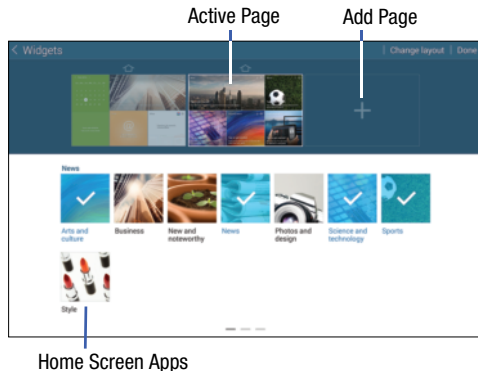 Active Page
Add Page
< Widgets
Change layout | Done
News
Arts and culture
Business
New and noteworthy
News
Photos and design
Science and technology
Sports
Style
Home Screen Apps